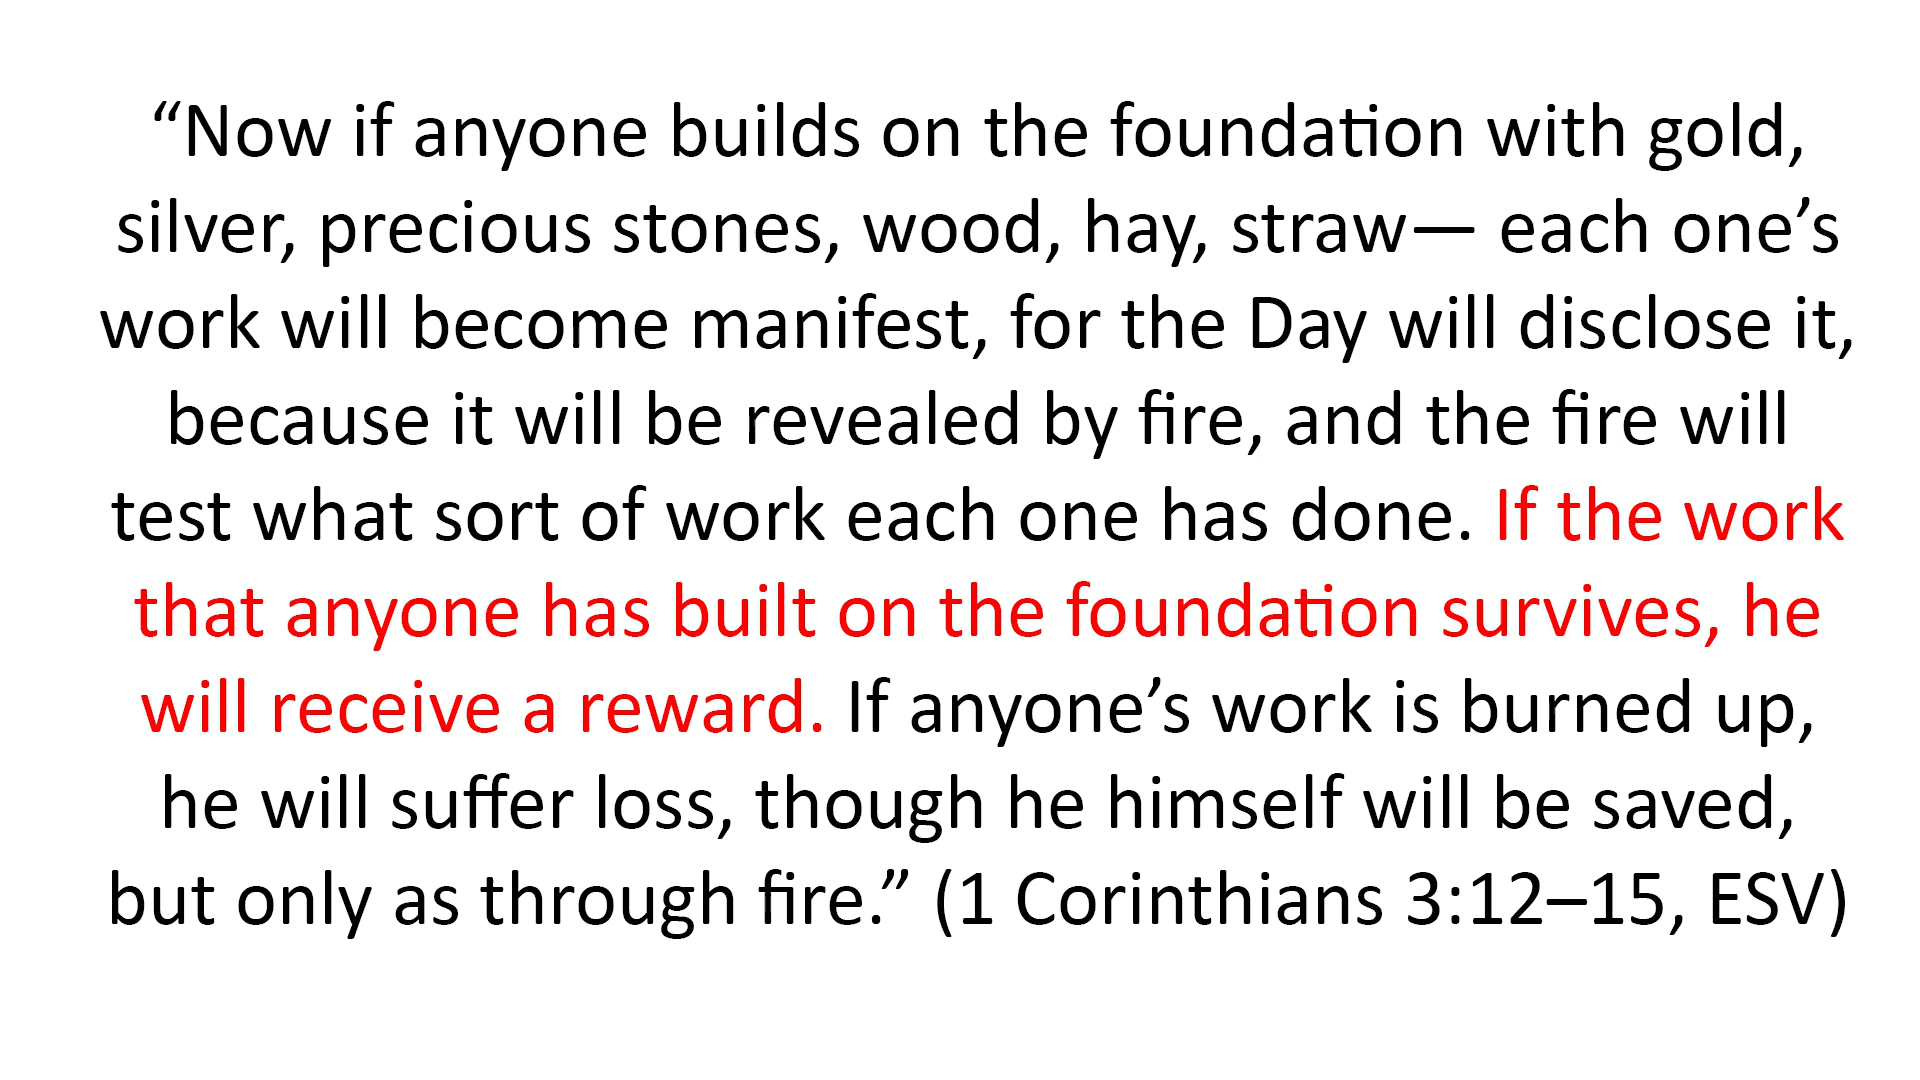 “Now if anyone builds on the foundation with gold,
silver, precious stones, wood, hay, straw— each one’s
work will become manifest, for the Day will disclose it,
because it will be revealed by fire, and the fire will
test what sort of work each one has done. If the work
that anyone has built on the foundation survives, he
will receive a reward. If anyone’s work is burned up,
he will suffer loss, though he himself will be saved,
but only as through fire.” (1 Corinthians 3:12–15, ESV)